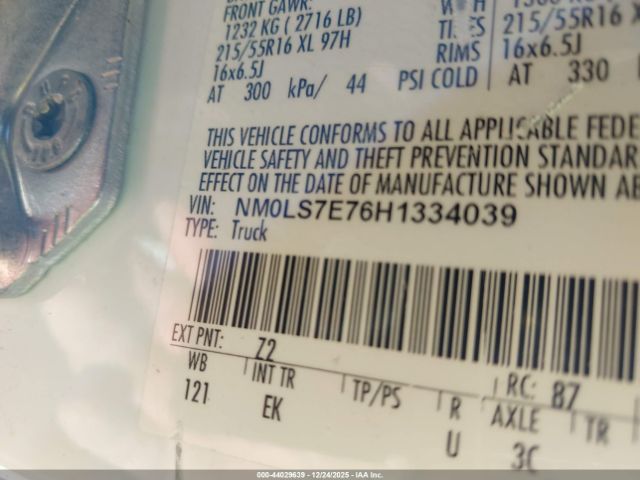 FRONT GAWR:
1232 KG ( 2716 LB)
215/55R16 XL 97H
16x6.5J
AT 300 kPa/ 44 PSI COLD
215/55R16
RIMS 16x6.5J
AT 330
THIS VEHICLE CONFORMS TO ALL APPLICABLE FEDE
VEHICLE SAFETY AND THEFT PREVENTION STANDAR
EFFECT ON THE DATE OF MANUFACTURE SHOWN AB
VIN: NM0LS7E76H1334039
TYPE: Truck
EXT PNT: Z2 RC: 87
WB INT TR TP/PS R AXLE TR
121 EK U 3C
000-44029639 - 12/24/2025 - IAA Inc.